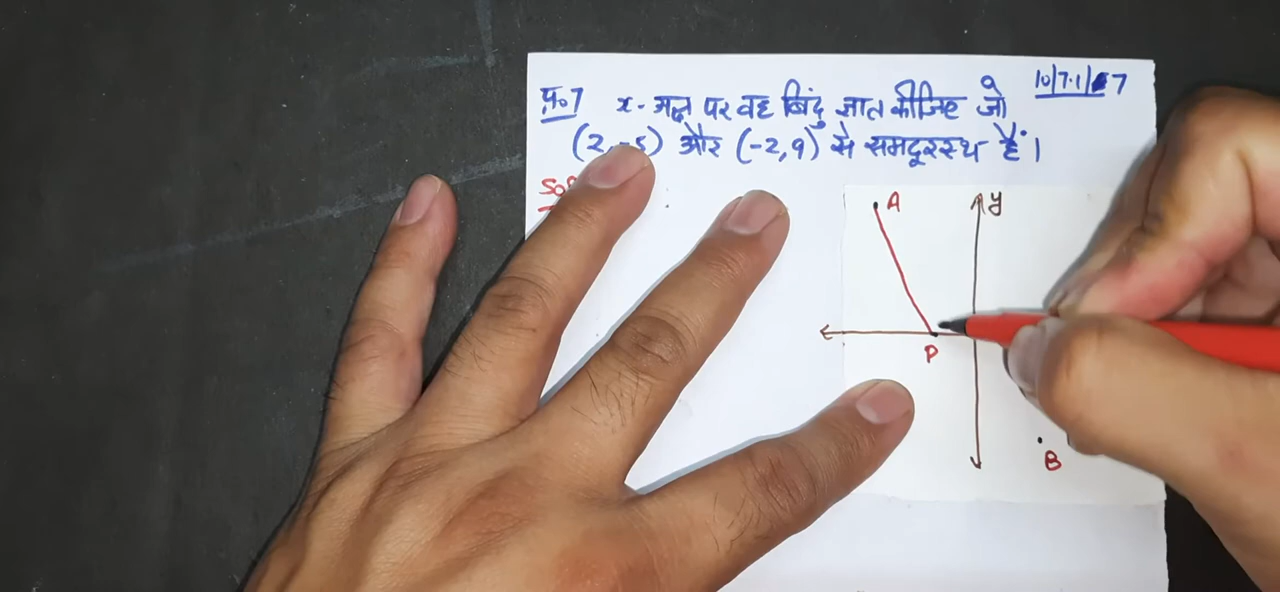 10/7.1/7
प्र०7 x-अक्ष पर वह बिंदु ज्ञात कीजिए जो
(2,-5) और (-2,9) से समदूरस्थ हैं।
A
y
P
B